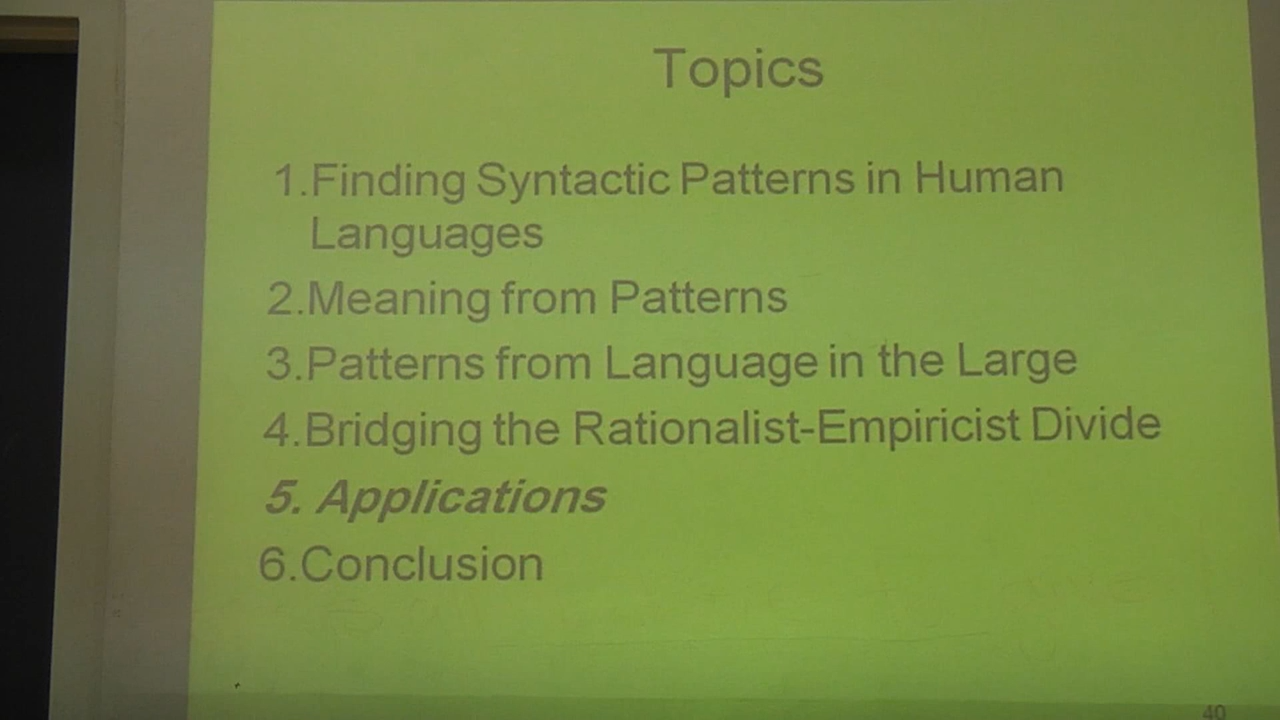 Topics
1.Finding Syntactic Patterns in Human
Languages
2.Meaning from Patterns
3.Patterns from Language in the Large
4.Bridging the Rationalist-Empiricist Divide
5. Applications
6.Conclusion
40